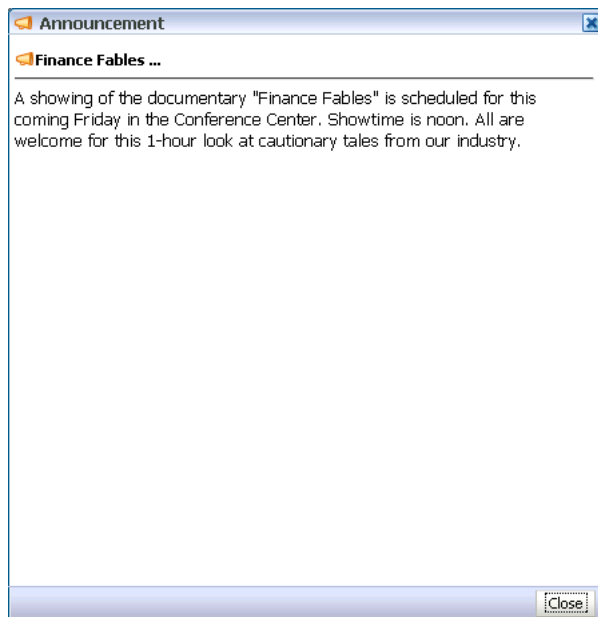 Announcement
Finance Fables ...
A showing of the documentary "Finance Fables" is scheduled for this
coming Friday in the Conference Center. Showtime is noon. All are
welcome for this 1-hour look at cautionary tales from our industry.
Close